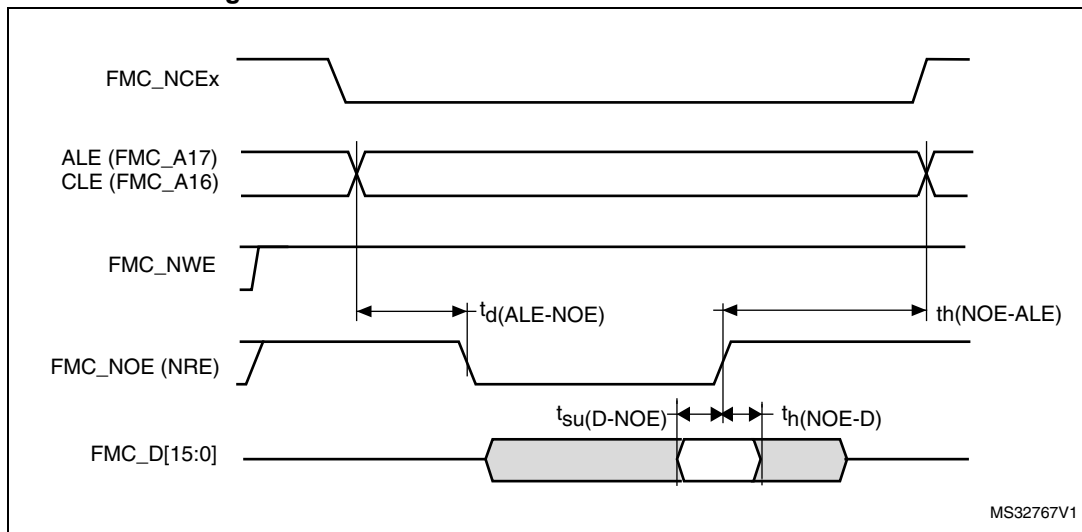 FMC_NCEx
ALE (FMC_A17)
CLE (FMC_A16)
FMC_NWE
td(ALE-NOE)
th(NOE-ALE)
FMC_NOE (NRE)
tsu(D-NOE)
th(NOE-D)
FMC_D[15:0]
MS32767V1